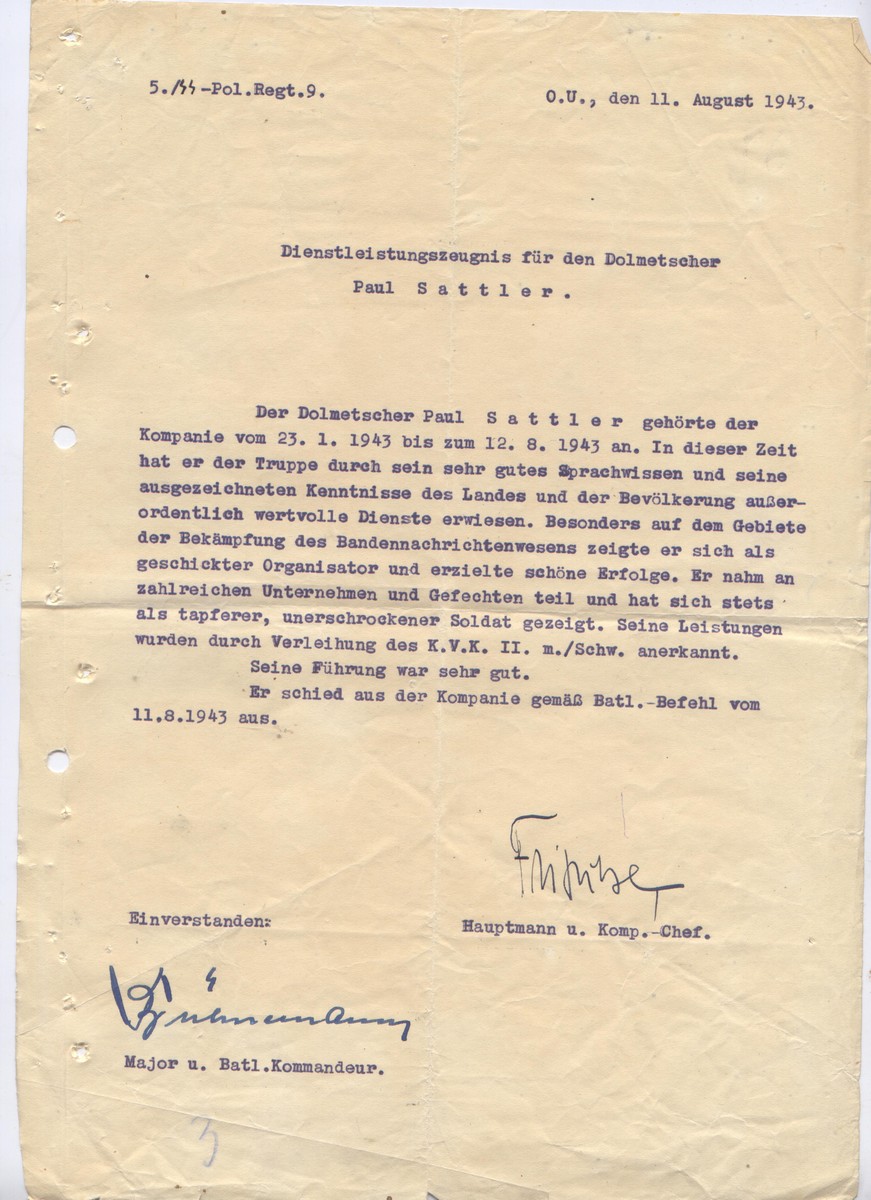 5./SS-Pol.Regt.9.
O.U., den 11. August 1943.
Dienstleistungszeugnis für den Dolmetscher
Paul S a t t l e r .
Der Dolmetscher Paul S a t t l e r gehörte der
Kompanie vom 23. 1. 1943 bis zum 12. 8. 1943 an. In dieser Zeit
hat er der Truppe durch sein sehr gutes Sprachwissen und seine
ausgezeichneten Kenntnisse des Landes und der Bevölkerung außer-
ordentlich wertvolle Dienste erwiesen. Besonders auf dem Gebiete
der Bekämpfung des Bandennachrichtenwesens zeigte er sich als
geschickter Organisator und erzielte schöne Erfolge. Er nahm an
zahlreichen Unternehmen und Gefechten teil und hat sich stets
als tapferer, unerschrockener Soldat gezeigt. Seine Leistungen
wurden durch Verleihung des K.V.K. II. m./Schw. anerkannt.
Seine Führung war sehr gut.
Er schied aus der Kompanie gemäß Batl.-Befehl vom
11.8.1943 aus.
Einverstanden:
Hauptmann u. Komp.-Chef.
Major u. Batl.Kommandeur.
3